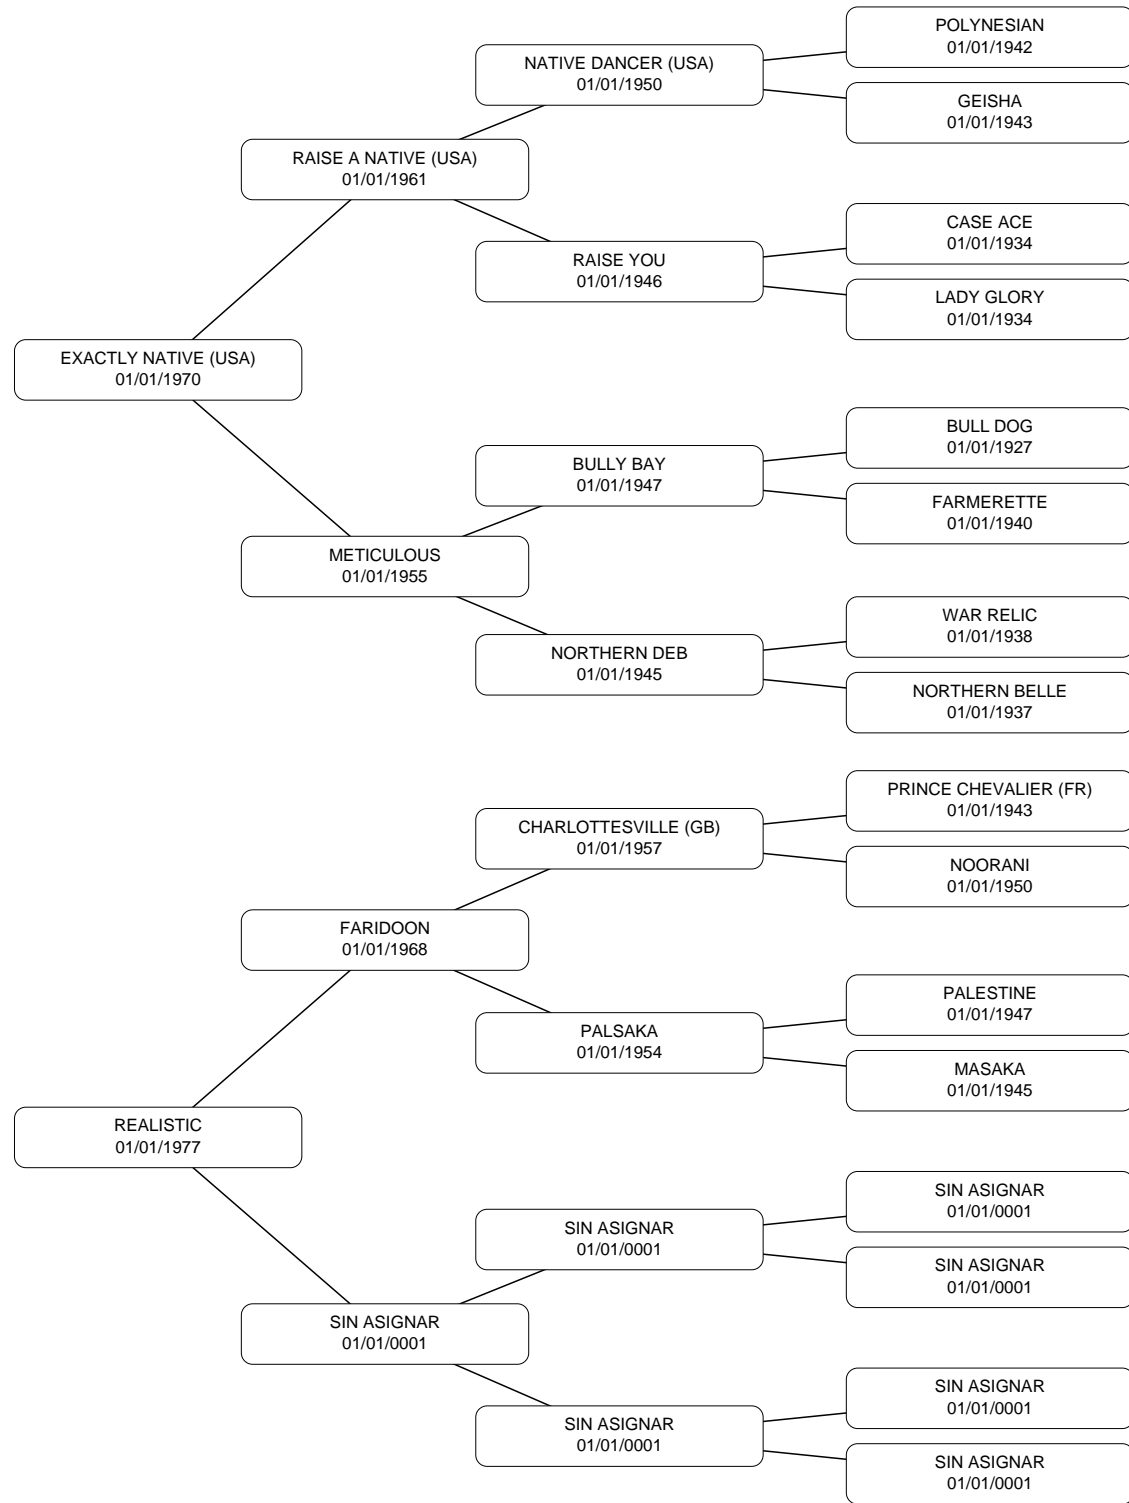 POLYNESIAN
01/01/1942
NATIVE DANCER (USA)
01/01/1950
GEISHA
01/01/1943
RAISE A NATIVE (USA)
01/01/1961
CASE ACE
01/01/1934
RAISE YOU
01/01/1946
LADY GLORY
01/01/1934
EXACTLY NATIVE (USA)
01/01/1970
BULL DOG
01/01/1927
BULLY BAY
01/01/1947
FARMERETTE
01/01/1940
METICULOUS
01/01/1955
WAR RELIC
01/01/1938
NORTHERN DEB
01/01/1945
NORTHERN BELLE
01/01/1937
PRINCE CHEVALIER (FR)
01/01/1943
CHARLOTTESVILLE (GB)
01/01/1957
NOORANI
01/01/1950
FARIDOON
01/01/1968
PALESTINE
01/01/1947
PALSAKA
01/01/1954
MASAKA
01/01/1945
REALISTIC
01/01/1977
SIN ASIGNAR
01/01/0001
SIN ASIGNAR
01/01/0001
SIN ASIGNAR
01/01/0001
SIN ASIGNAR
01/01/0001
SIN ASIGNAR
01/01/0001
SIN ASIGNAR
01/01/0001
SIN ASIGNAR
01/01/0001